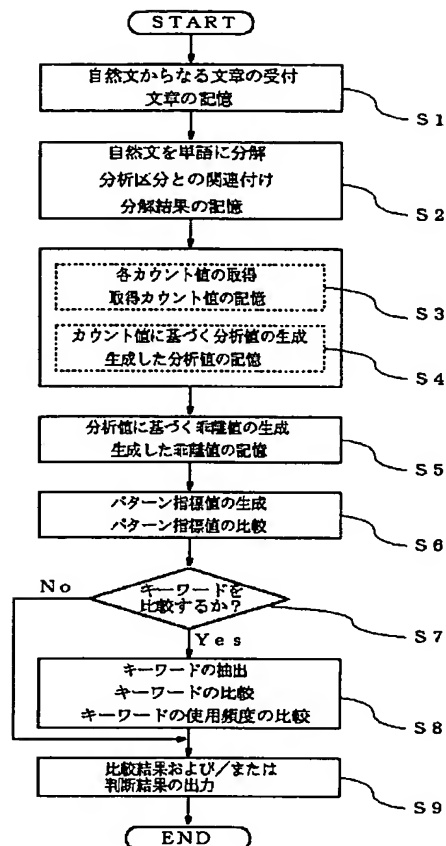 START
自然文からなる文章の受付
文章の記憶
S1
自然文を単語に分解
分析区分との関連付け
分解結果の記憶
S2
各カウント値の取得
取得カウント値の記憶
S3
カウント値に基づく分析値の生成
生成した分析値の記憶
S4
分析値に基づく乖離値の生成
生成した乖離値の記憶
S5
パターン指標値の生成
パターン指標値の比較
S6
キーワードを
比較するか?
No
S7
Yes
キーワードの抽出
キーワードの比較
キーワードの使用頻度の比較
S8
比較結果および/または
判断結果の出力
S9
END